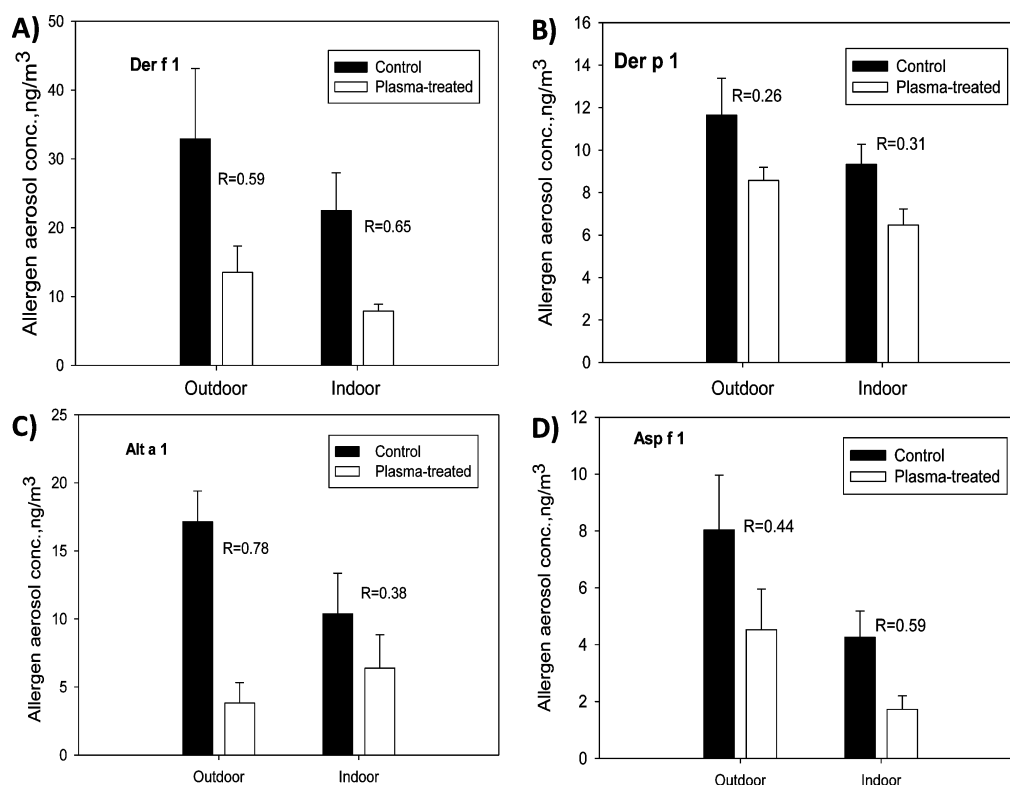 A)
Der f 1
Control
Plasma-treated
R=0.59
R=0.65
50
40
30
20
10
0
Allergen aerosol conc.,ng/m3
Outdoor
Indoor
B)
Der p 1
Control
Plasma-treated
R=0.26
R=0.31
16
14
12
10
8
6
4
2
0
Allergen aerosol conc.,ng/m3
Outdoor
Indoor
C)
Alt a 1
Control
Plasma-treated
R=0.78
R=0.38
25
20
15
10
5
0
Allergen aerosol conc.,ng/m3
Outdoor
Indoor
D)
Asp f 1
Control
Plasma-treated
R=0.44
R=0.59
12
10
8
6
4
2
0
Allergen aerosol conc.,ng/m3
Outdoor
Indoor